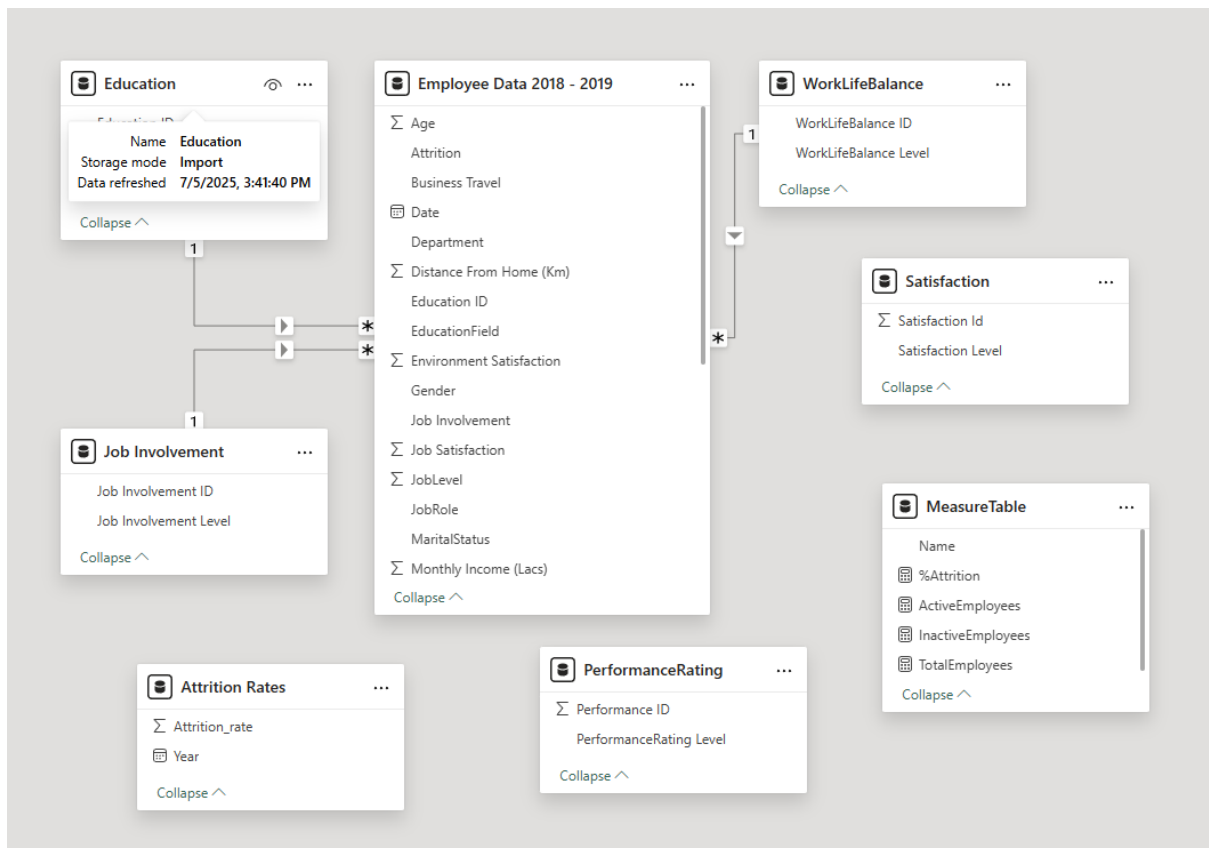 Education
Education ID
Name Education
Storage mode Import
Data refreshed 7/5/2025, 3:41:40 PM
Collapse
1
*
Employee Data 2018 - 2019
Age
Attrition
Business Travel
Date
Department
Distance From Home (Km)
Education ID
EducationField
Environment Satisfaction
Gender
Job Involvement
Job Satisfaction
JobLevel
JobRole
MaritalStatus
Monthly Income (Lacs)
Collapse
WorkLifeBalance
WorkLifeBalance ID
WorkLifeBalance Level
Collapse
1
*
Satisfaction
Satisfaction Id
Satisfaction Level
Collapse
*
1
Job Involvement
Job Involvement ID
Job Involvement Level
Collapse
MeasureTable
Name
%Attrition
ActiveEmployees
InactiveEmployees
TotalEmployees
Collapse
Attrition Rates
Attrition_rate
Year
Collapse
PerformanceRating
Performance ID
PerformanceRating Level
Collapse